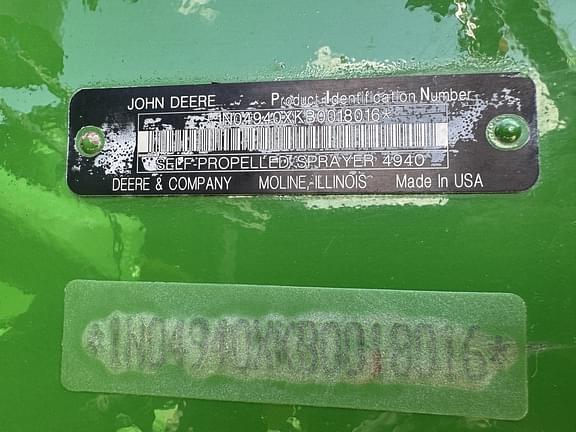 JOHN DEERE Product Identification Number
*1N04940XKB0018016*
*SELF-PROPELLED SPRAYER 4940*
DEERE & COMPANY MOLINE, ILLINOIS Made In USA
*1N04940XKB0018016*